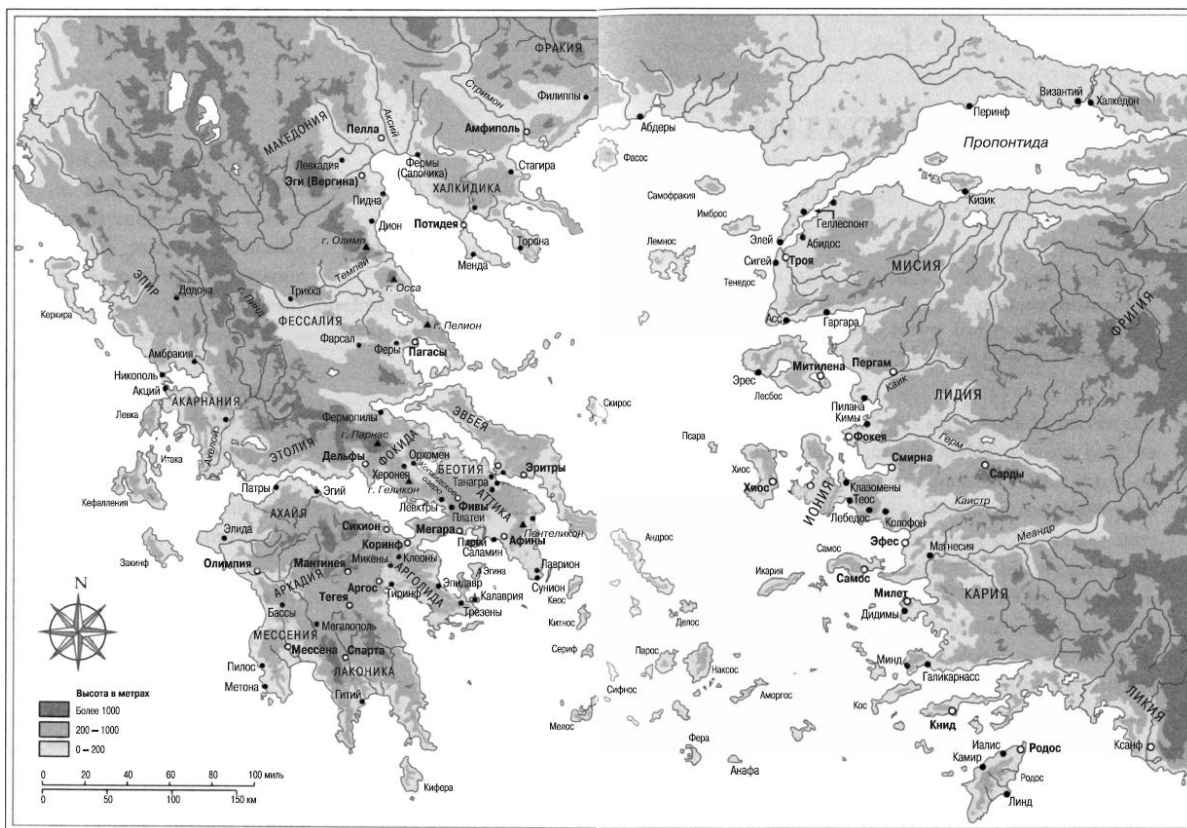 ФРАКИЯ
Стримон
Филиппы
Аксий
МАКЕДОНИЯ
Пелла
Амфиполь
Левкадия
Фермы
(Салоника)
Стагира
Эги (Вергина)
ХАЛКИДИКА
Пидна
Дион
Потидея
г. Олимп
Торона
Менда
Темпей
ЭПИР
Додона
г. Пинд
Трикка
г. Осса
Керкира
ФЕССАЛИЯ
г. Пелион
Фарсал
Феры
Пагасы
Амбракия
Никополь
Акций
АКАРНАНИЯ
Левка
Фермопилы
ЭВБЕЯ
Скирос
Ахелой
ЭТОЛИЯ
г. Парнас
ФОКИДА
Итака
Дельфы
Орхомен
БЕОТИЯ
Эритры
Херонея
Копаидское
озеро
Танагра
Кефалления
Патры
Эгий
г. Геликон
АТТИКА
АХАЙЯ
Левктры
Фивы
Платеи
Элида
Сикион
Мегара
Пентеликон
Коринф
Афины
Саламин
Закинф
Микены
Клеоны
Олимпия
Мантинея
АРКАДИЯ
АРГОЛИДА
Эгина
Лаврион
Аргос
Тиринф
Эпидавр
Сунион
Калаврия
Кеос
Тегея
Трезены
Бассы
Мегалополь
Китнос
МЕССЕНИЯ
Мессена
Спарта
Сериф
Пилос
ЛАКОНИКА
Метона
Гитий
Мелос
Кифера
N
Высота в метрах
Более 1000
200 – 1000
0 – 200
0 20 40 60 80 100 миль
0 50 100 150 км
Абдеры
Перинф
Византий
Халкедон
Пропонтида
Фасос
Самофракия
Кизик
Имброс
Геллеспонт
Элей
Абидос
Лемнос
Сигей
Троя
Тенедос
МИСИЯ
ФРИГИЯ
Асс
Гаргара
Митилена
Пергам
Эрес
Лесбос
Каик
Питана
Кимы
ЛИДИЯ
Псара
Фокея
Герм
Смирна
Сарды
Хиос
Хиос
ИОНИЯ
Клазомены
Теос
Каистр
Лебедос
Колофон
Эфес
Меандр
Андрос
Самос
Магнесия
Икария
Самос
Милет
КАРИЯ
Дидимы
Делос
Парос
Наксос
Минд
Галикарнасс
Сифнос
Аморгос
Кос
Книд
ЛИКИЯ
Ксанф
Фера
Анафа
Иалис
Родос
Камир
Родос
Линд